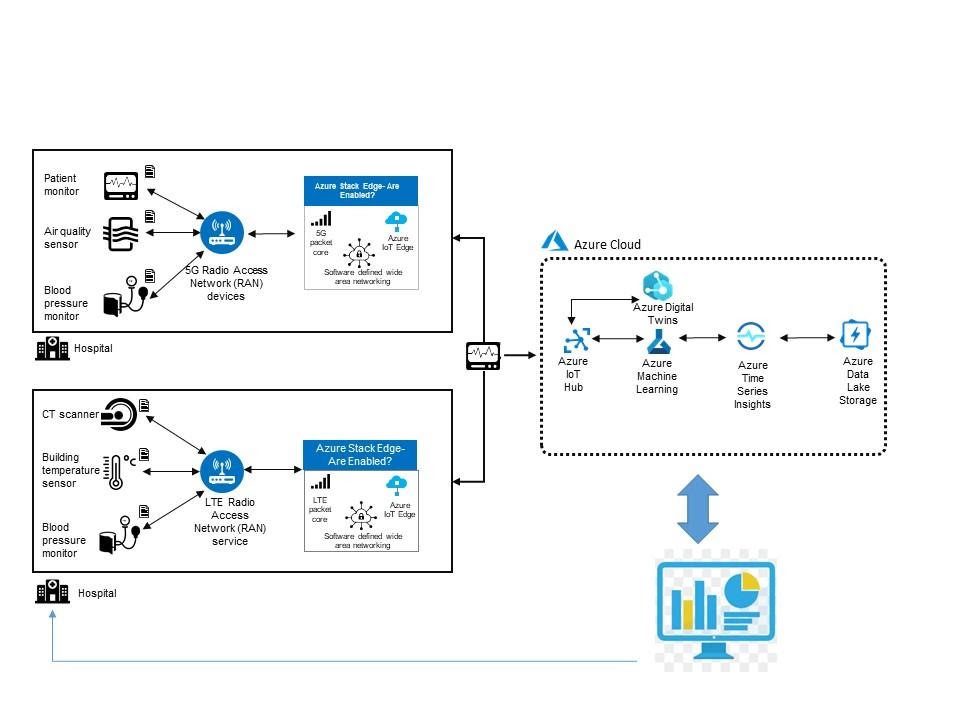 Patient
monitor
Air quality
sensor
Blood
pressure
monitor
5G Radio Access
Network (RAN)
devices
Azure Stack Edge- Are
Enabled?
5G
packet
core
Azure
IoT Edge
Software defined wide
area networking
Hospital
CT scanner
Building
temperature
sensor
°C
Blood
pressure
monitor
LTE Radio
Access
Network (RAN)
service
Azure Stack Edge-
Are Enabled?
LTE
packet
core
Azure
IoT Edge
Software defined wide
area networking
Hospital
Azure Cloud
Azure Digital
Twins
Azure
IoT
Hub
Azure
Machine
Learning
Azure
Time
Series
Insights
Azure
Data
Lake
Storage